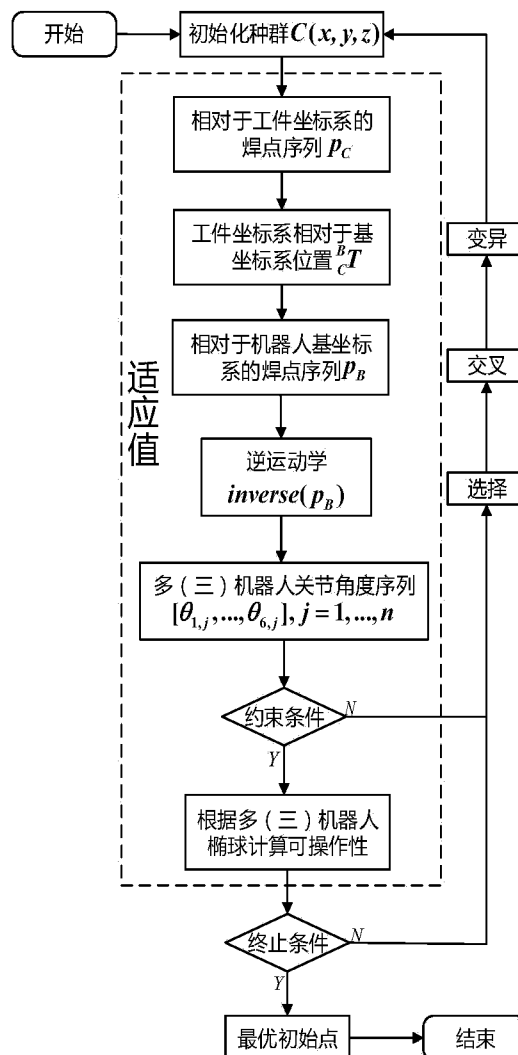 开始
初始化种群C(x,y,z)
相对于工件坐标系的
焊点序列 p_C
工件坐标系相对于基
坐标系位置 ^B_C T
相对于机器人基坐标
系的焊点序列p_B
适应值
逆运动学
inverse(p_B)
多（三）机器人关节角度序列
[θ_{1,j},...,θ_{6,j}], j = 1,...,n
约束条件
N
Y
根据多（三）机器人
椭球计算可操作性
终止条件
N
Y
最优初始点
结束
变异
交叉
选择